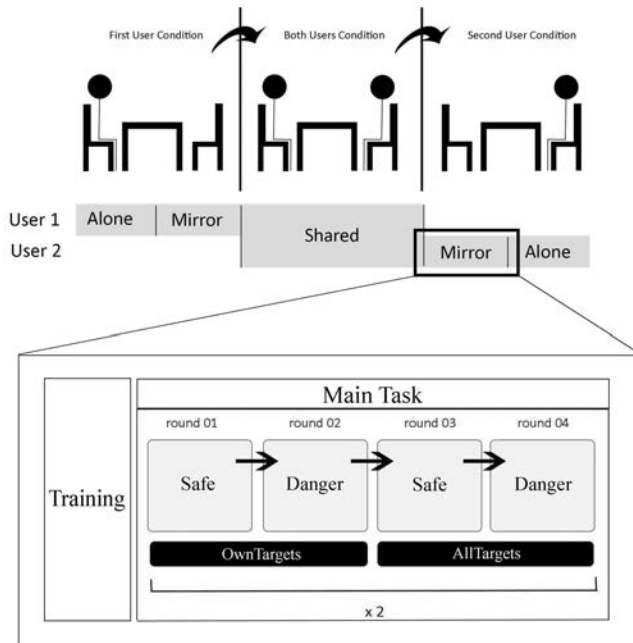 First User Condition
Both Users Condition
Second User Condition
User 1
Alone
Mirror
Shared
User 2
Mirror
Alone
Training
Main Task
round 01
round 02
round 03
round 04
Safe
Danger
Safe
Danger
OwnTargets
AllTargets
x 2